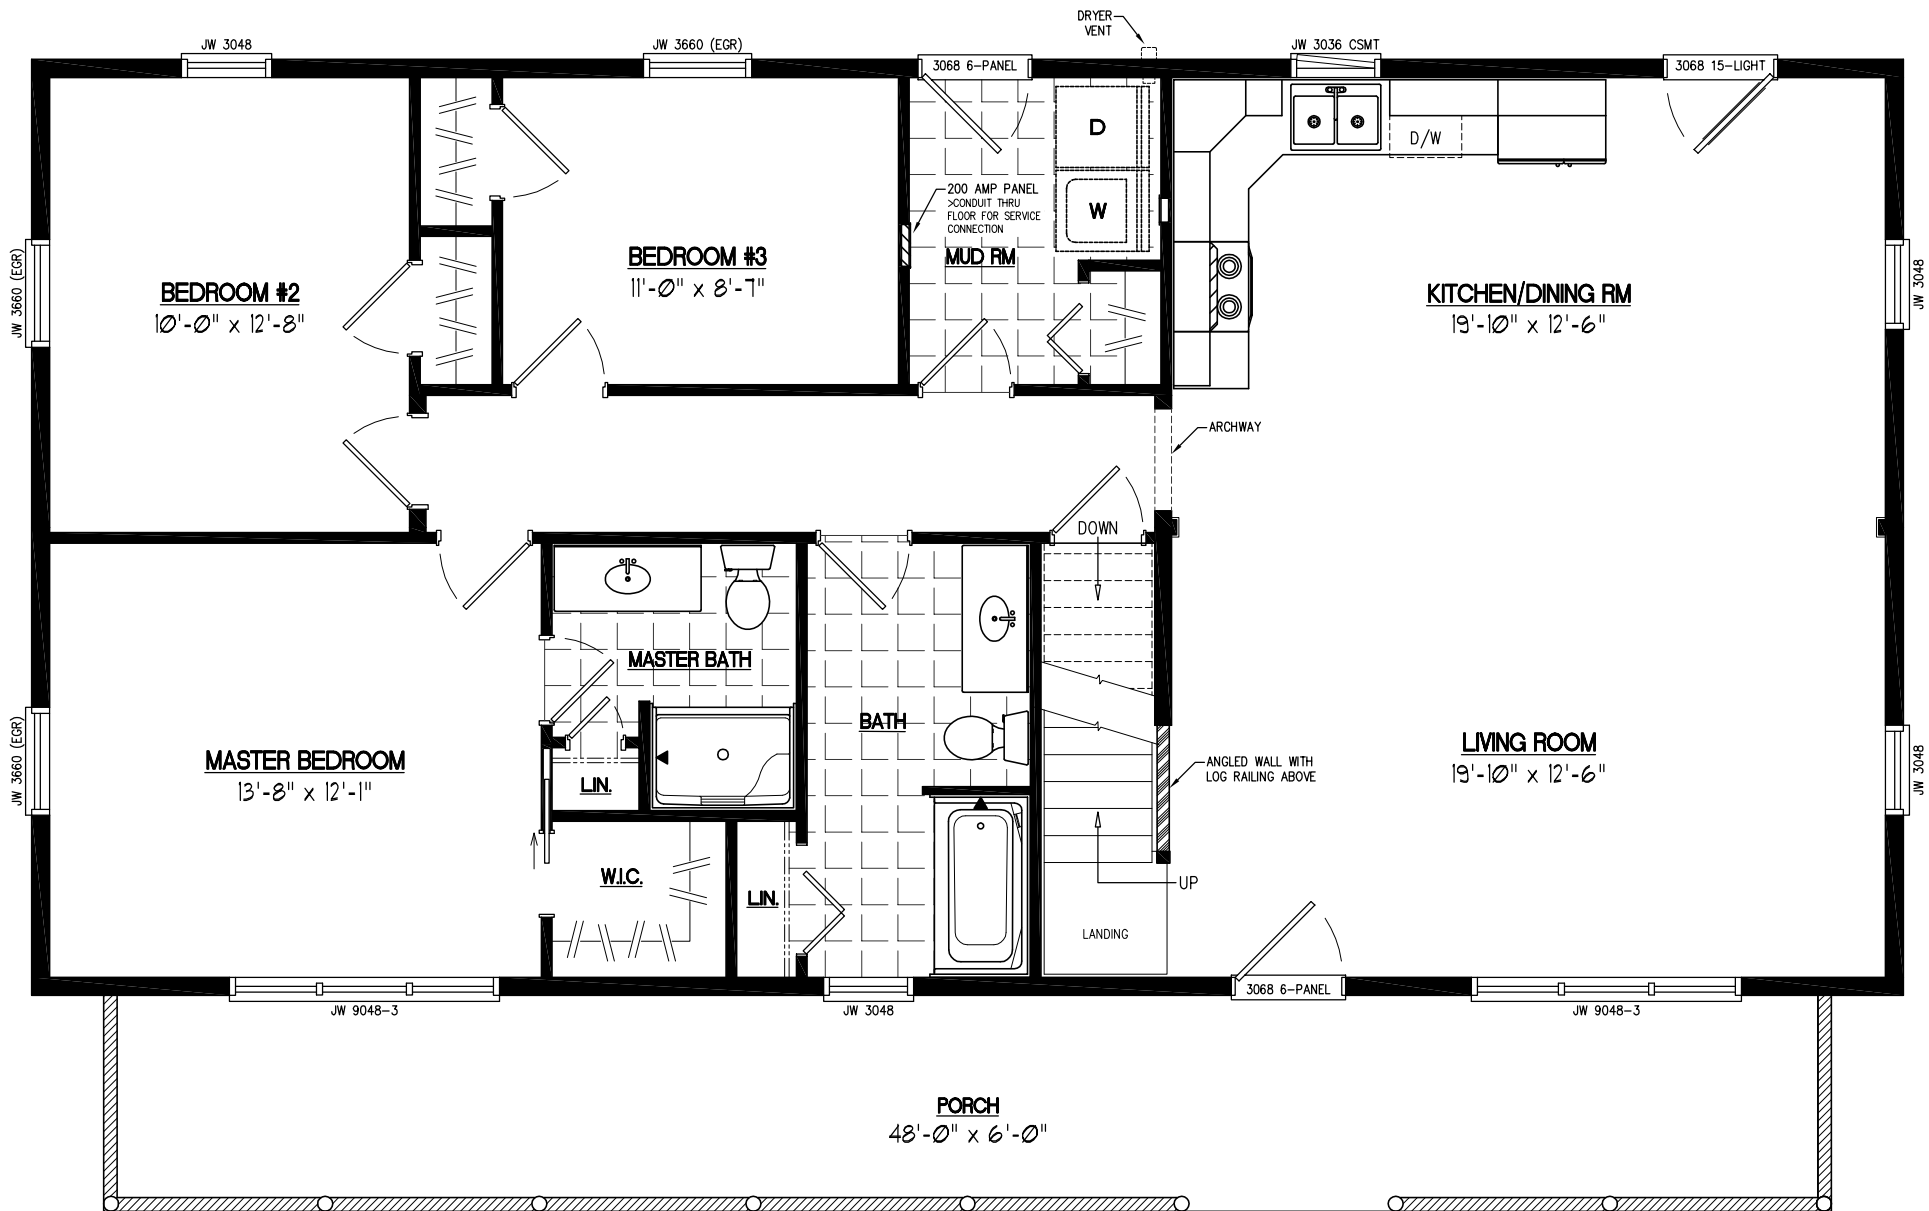 DRYER
VENT
JW 3048
JW 3660 (EGR)
3068 6-PANEL
JW 3036 CSMT
3068 15-LIGHT
D
D/W
200 AMP PANEL
>CONDUIT THRU
FLOOR FOR SERVICE
CONNECTION
W
MUD RM
BEDROOM #3
11'-0" x 8'-7"
JW 3660 (EGR)
BEDROOM #2
10'-0" x 12'-8"
KITCHEN/DINING RM
19'-10" x 12'-6"
JW 3048
ARCHWAY
DOWN
MASTER BATH
BATH
MASTER BEDROOM
13'-8" x 12'-1"
JW 3660 (EGR)
LIN.
LIVING ROOM
19'-10" x 12'-6"
ANGLED WALL WITH
LOG RAILING ABOVE
JW 3048
W.I.C.
LIN.
UP
LANDING
3068 6-PANEL
JW 9048-3
JW 3048
JW 9048-3
PORCH
48'-0" x 6'-0"